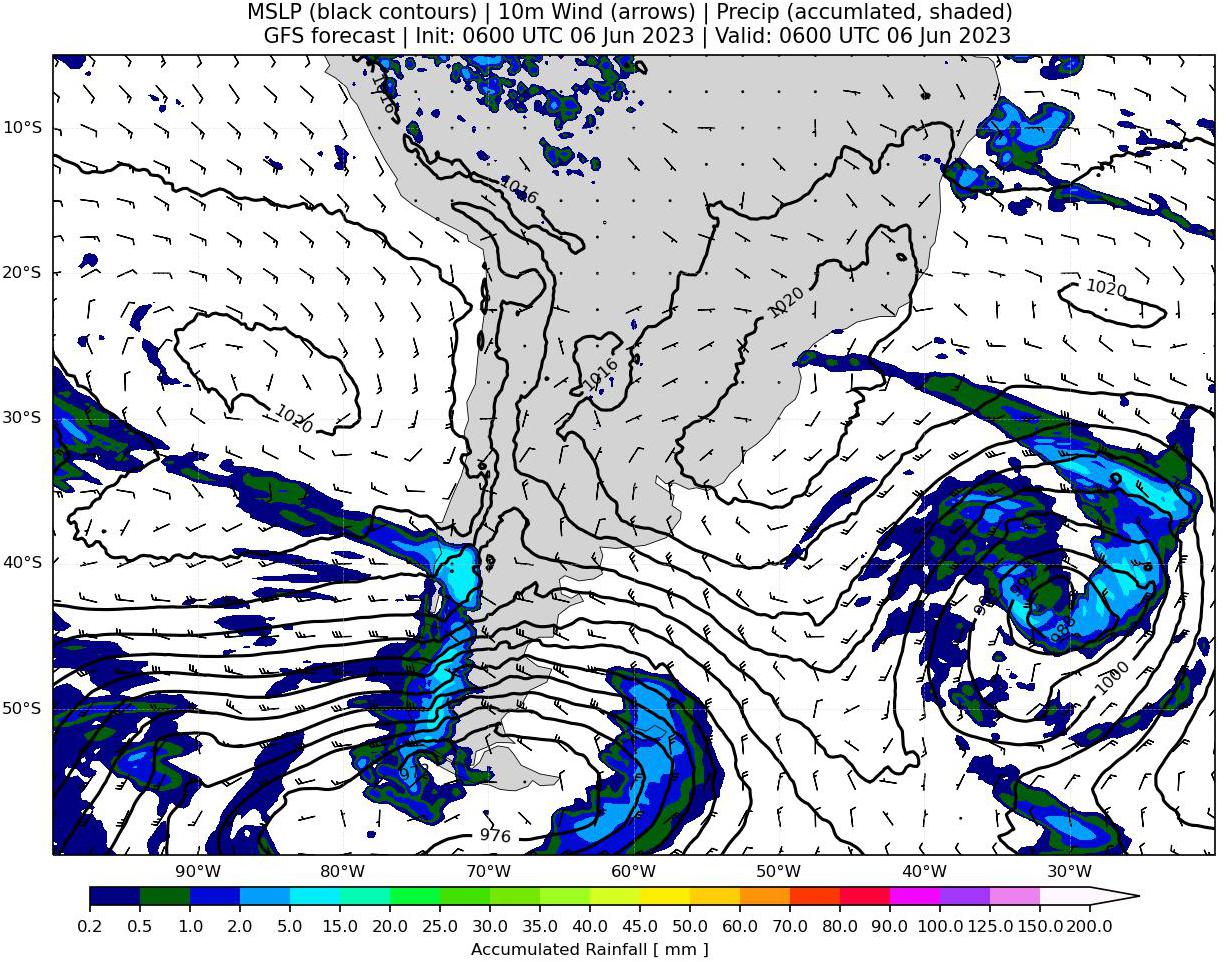 MSLP (black contours) | 10m Wind (arrows) | Precip (accumlated, shaded)
GFS forecast | Init: 0600 UTC 06 Jun 2023 | Valid: 0600 UTC 06 Jun 2023
1016
10°S
1016
20°S
1020
1020
1016
1020
30°S
40°S
988
1000
50°S
976
90°W 80°W 70°W 60°W 50°W 40°W 30°W
0.2 0.5 1.0 2.0 5.0 10.0 15.0 20.0 25.0 30.0 35.0 40.0 45.0 50.0 60.0 70.0 80.0 90.0 100.0 125.0 150.0 200.0
Accumulated Rainfall [ mm ]